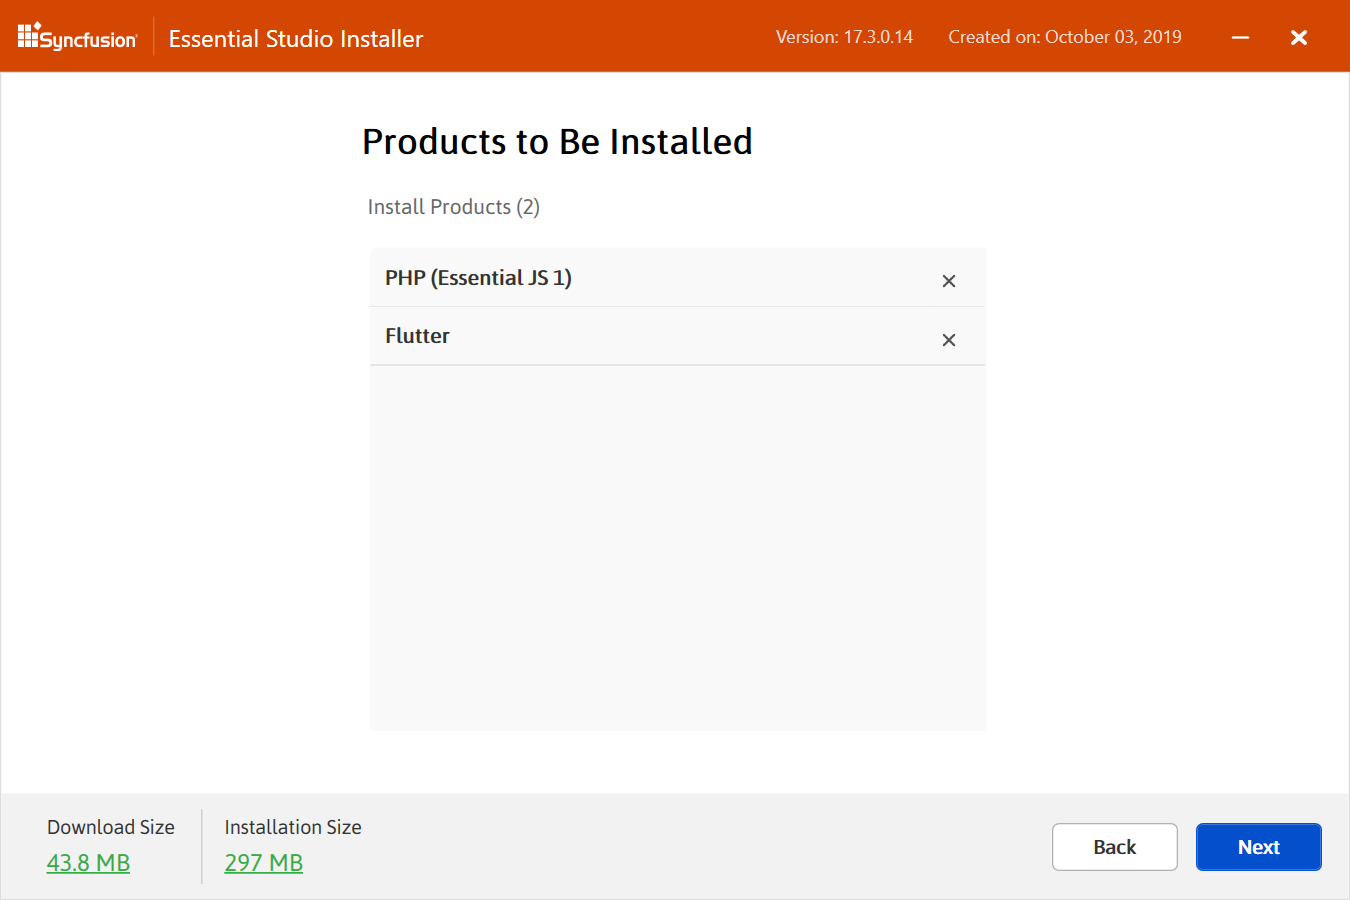 Syncfusion
Essential Studio Installer
Version: 17.3.0.14
Created on: October 03, 2019
Products to Be Installed
Install Products (2)
PHP (Essential JS 1)
Flutter
Download Size
43.8 MB
Installation Size
297 MB
Back
Next